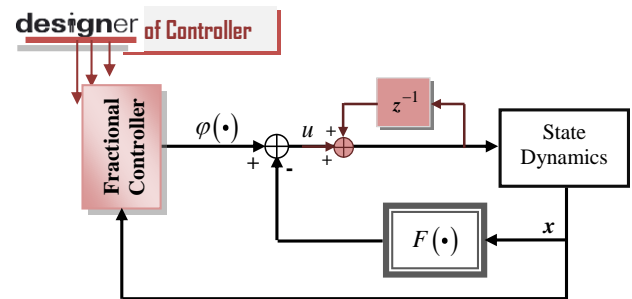 designer
of Controller
Fractional
Controller
φ(•)
+
-
u
+
+
z⁻¹
State
Dynamics
F(•)
x